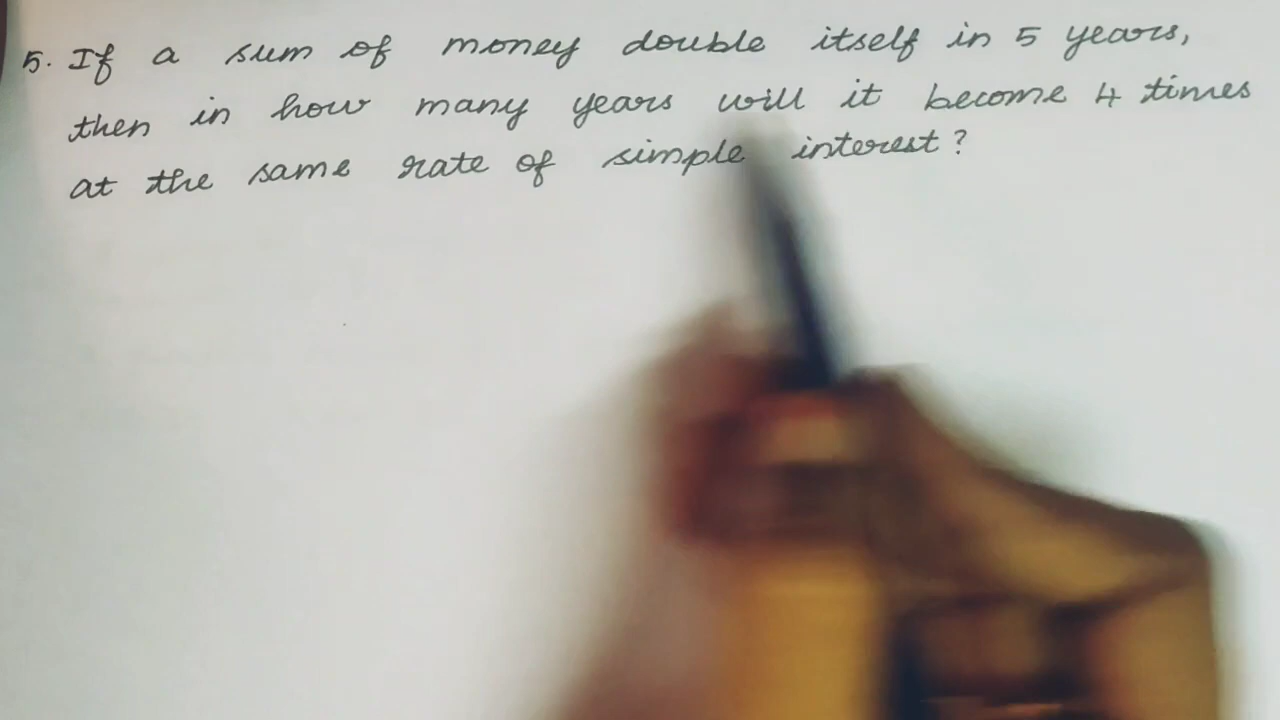 5. If a sum of money double itself in 5 years,
then in how many years will it become 4 times
at the same rate of simple interest?